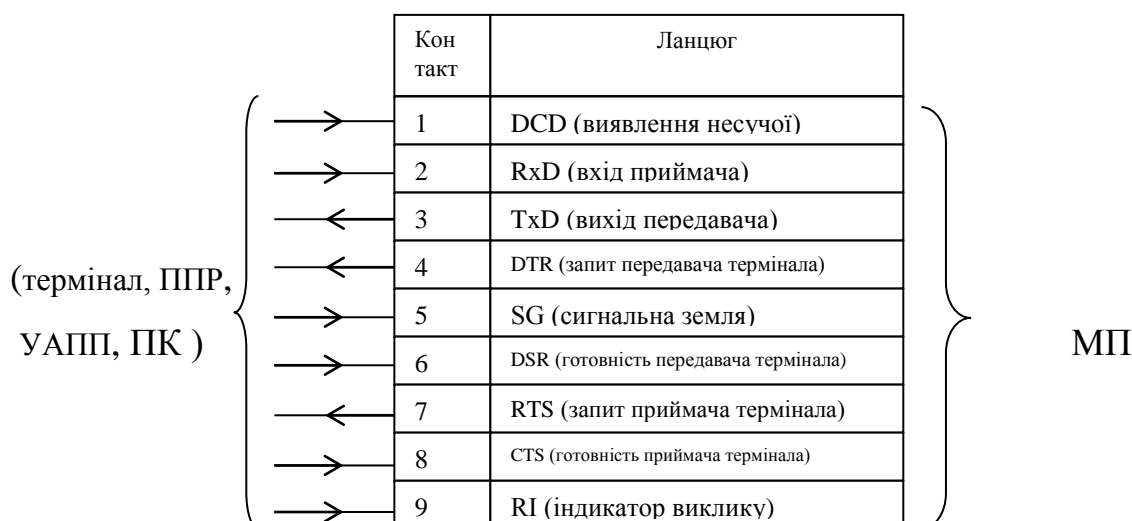 Кон
такт
Ланцюг
1 DCD (виявлення несучої)
2 RxD (вхід приймача)
3 TxD (вихід передавача)
4 DTR (запит передавача термінала)
5 SG (сигнальна земля)
6 DSR (готовність передавача термінала)
7 RTS (запит приймача термінала)
8 CTS (готовність приймача термінала)
9 RI (індикатор виклику)
(термінал, ППР,
УАПП, ПК )
МП